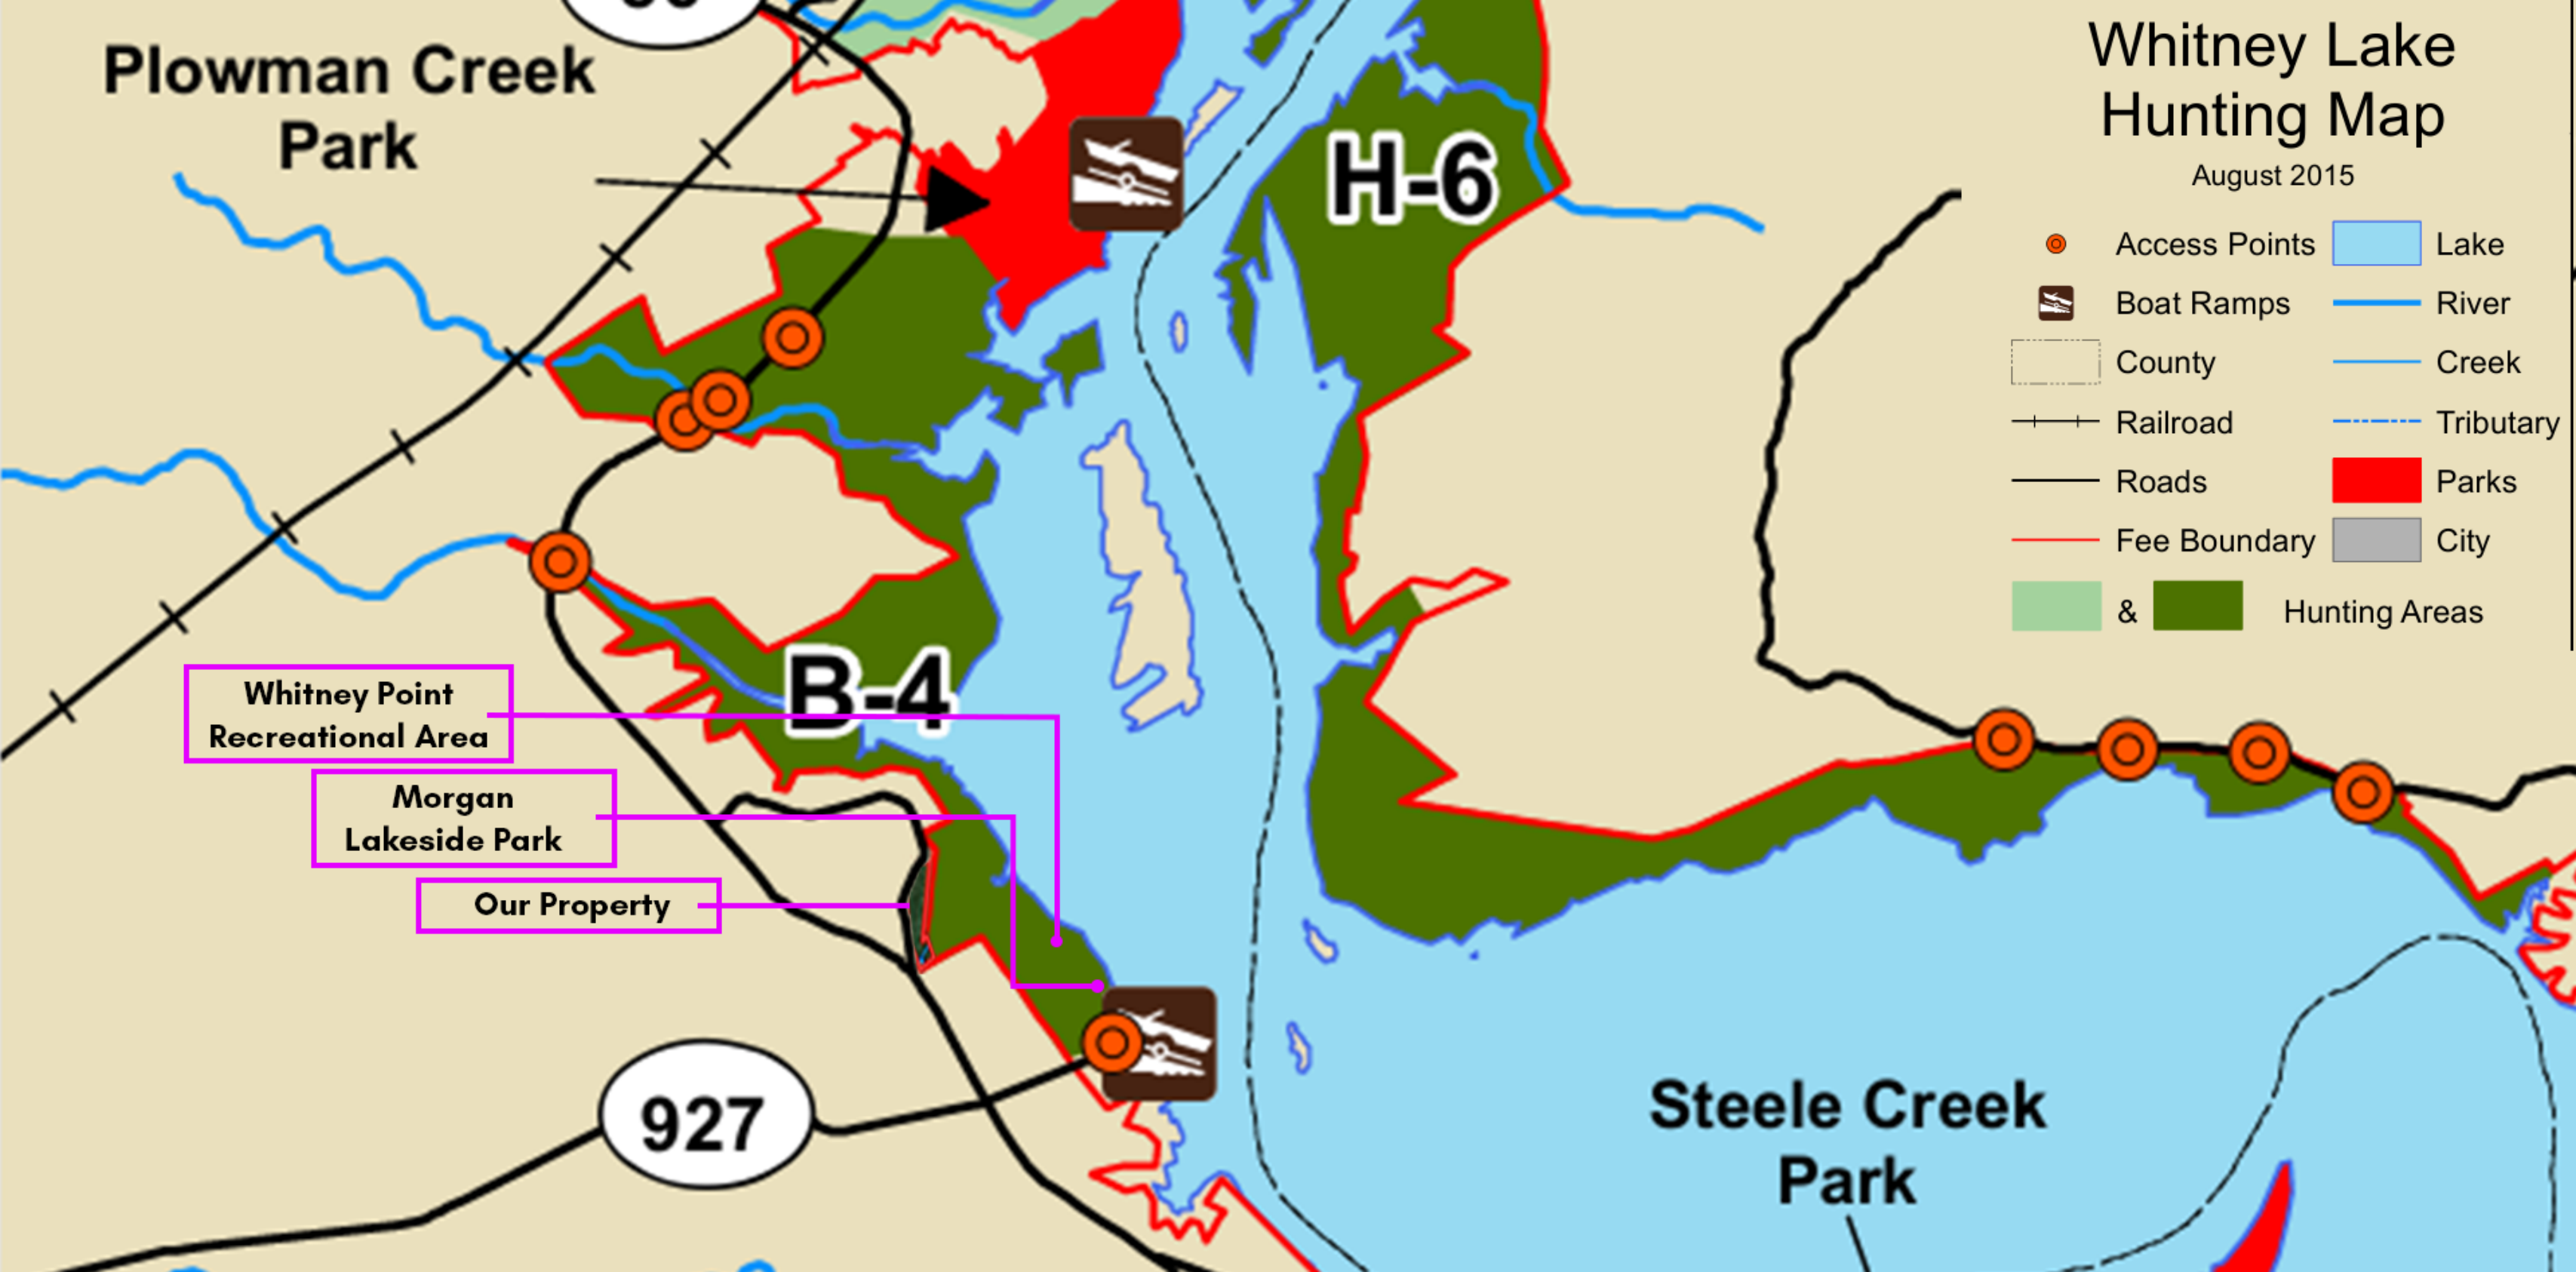 Plowman Creek
Park
H-6
Whitney Lake
Hunting Map
August 2015
Access Points
Lake
Boat Ramps
River
County
Creek
Railroad
Tributary
Roads
Parks
Fee Boundary
City
&
Hunting Areas
B-4
Whitney Point
Recreational Area
Morgan
Lakeside Park
Our Property
927
Steele Creek
Park